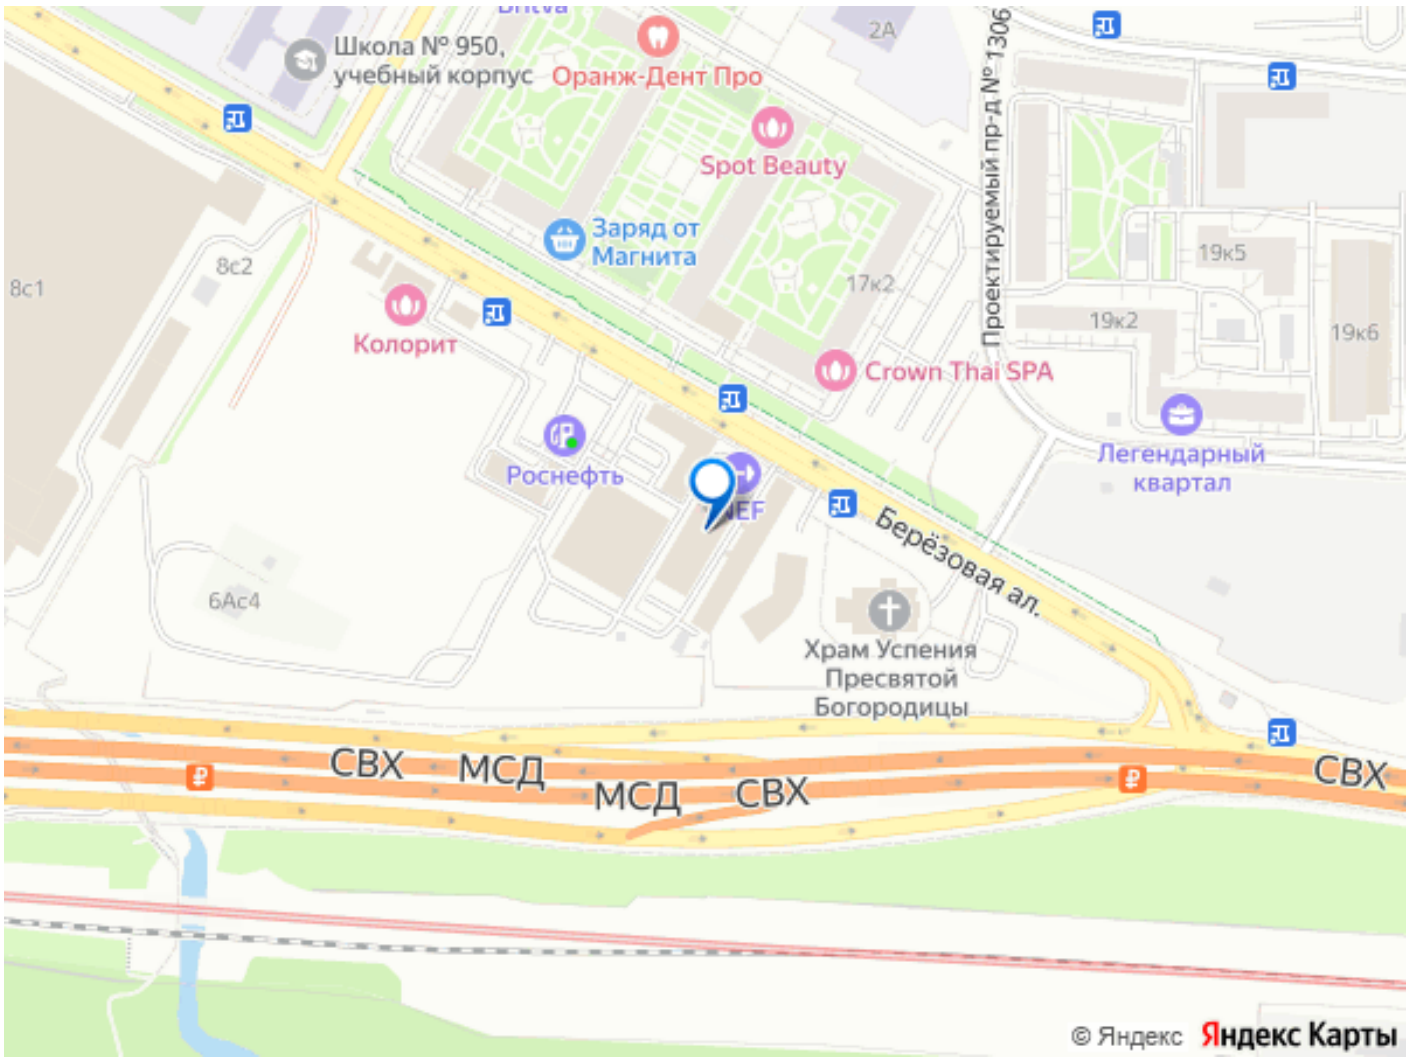 Britva
2А
Школа № 950,
учебный корпус
Оранж-Дент Про
Проектируемый пр-д № 1306
Spot Beauty
Заряд от
Магнита
8с2
8с1
17к2
19к5
19к2
19к6
Колорит
Crown Thai SPA
Роснефть
Легендарный
квартал
Берёзовая ал.
6Ас4
Храм Успения
Пресвятой
Богородицы
СВХ
МСД
МСД
СВХ
СВХ
© Яндекс Яндекс Карты